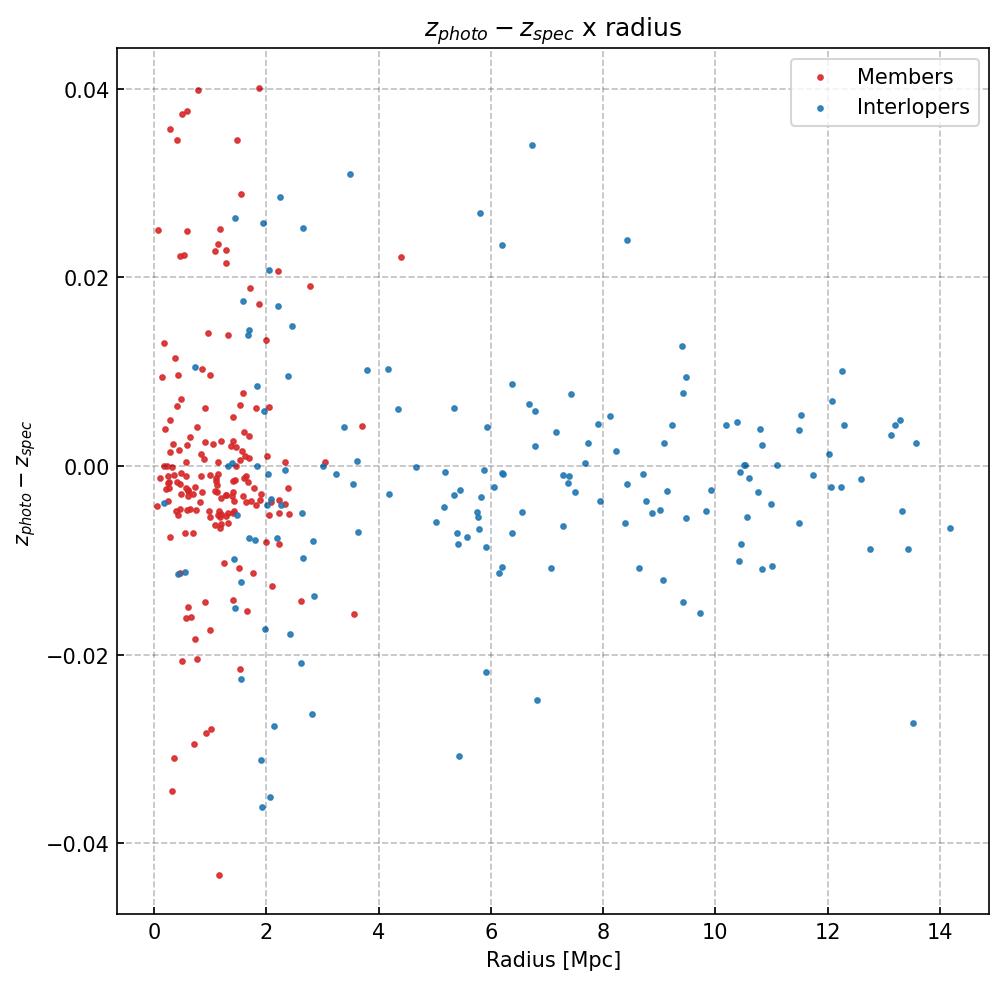 z_photo − z_spec x radius
Members
Interlopers
z_photo − z_spec
0.04
0.02
0.00
−0.02
−0.04
0 2 4 6 8 10 12 14
Radius [Mpc]